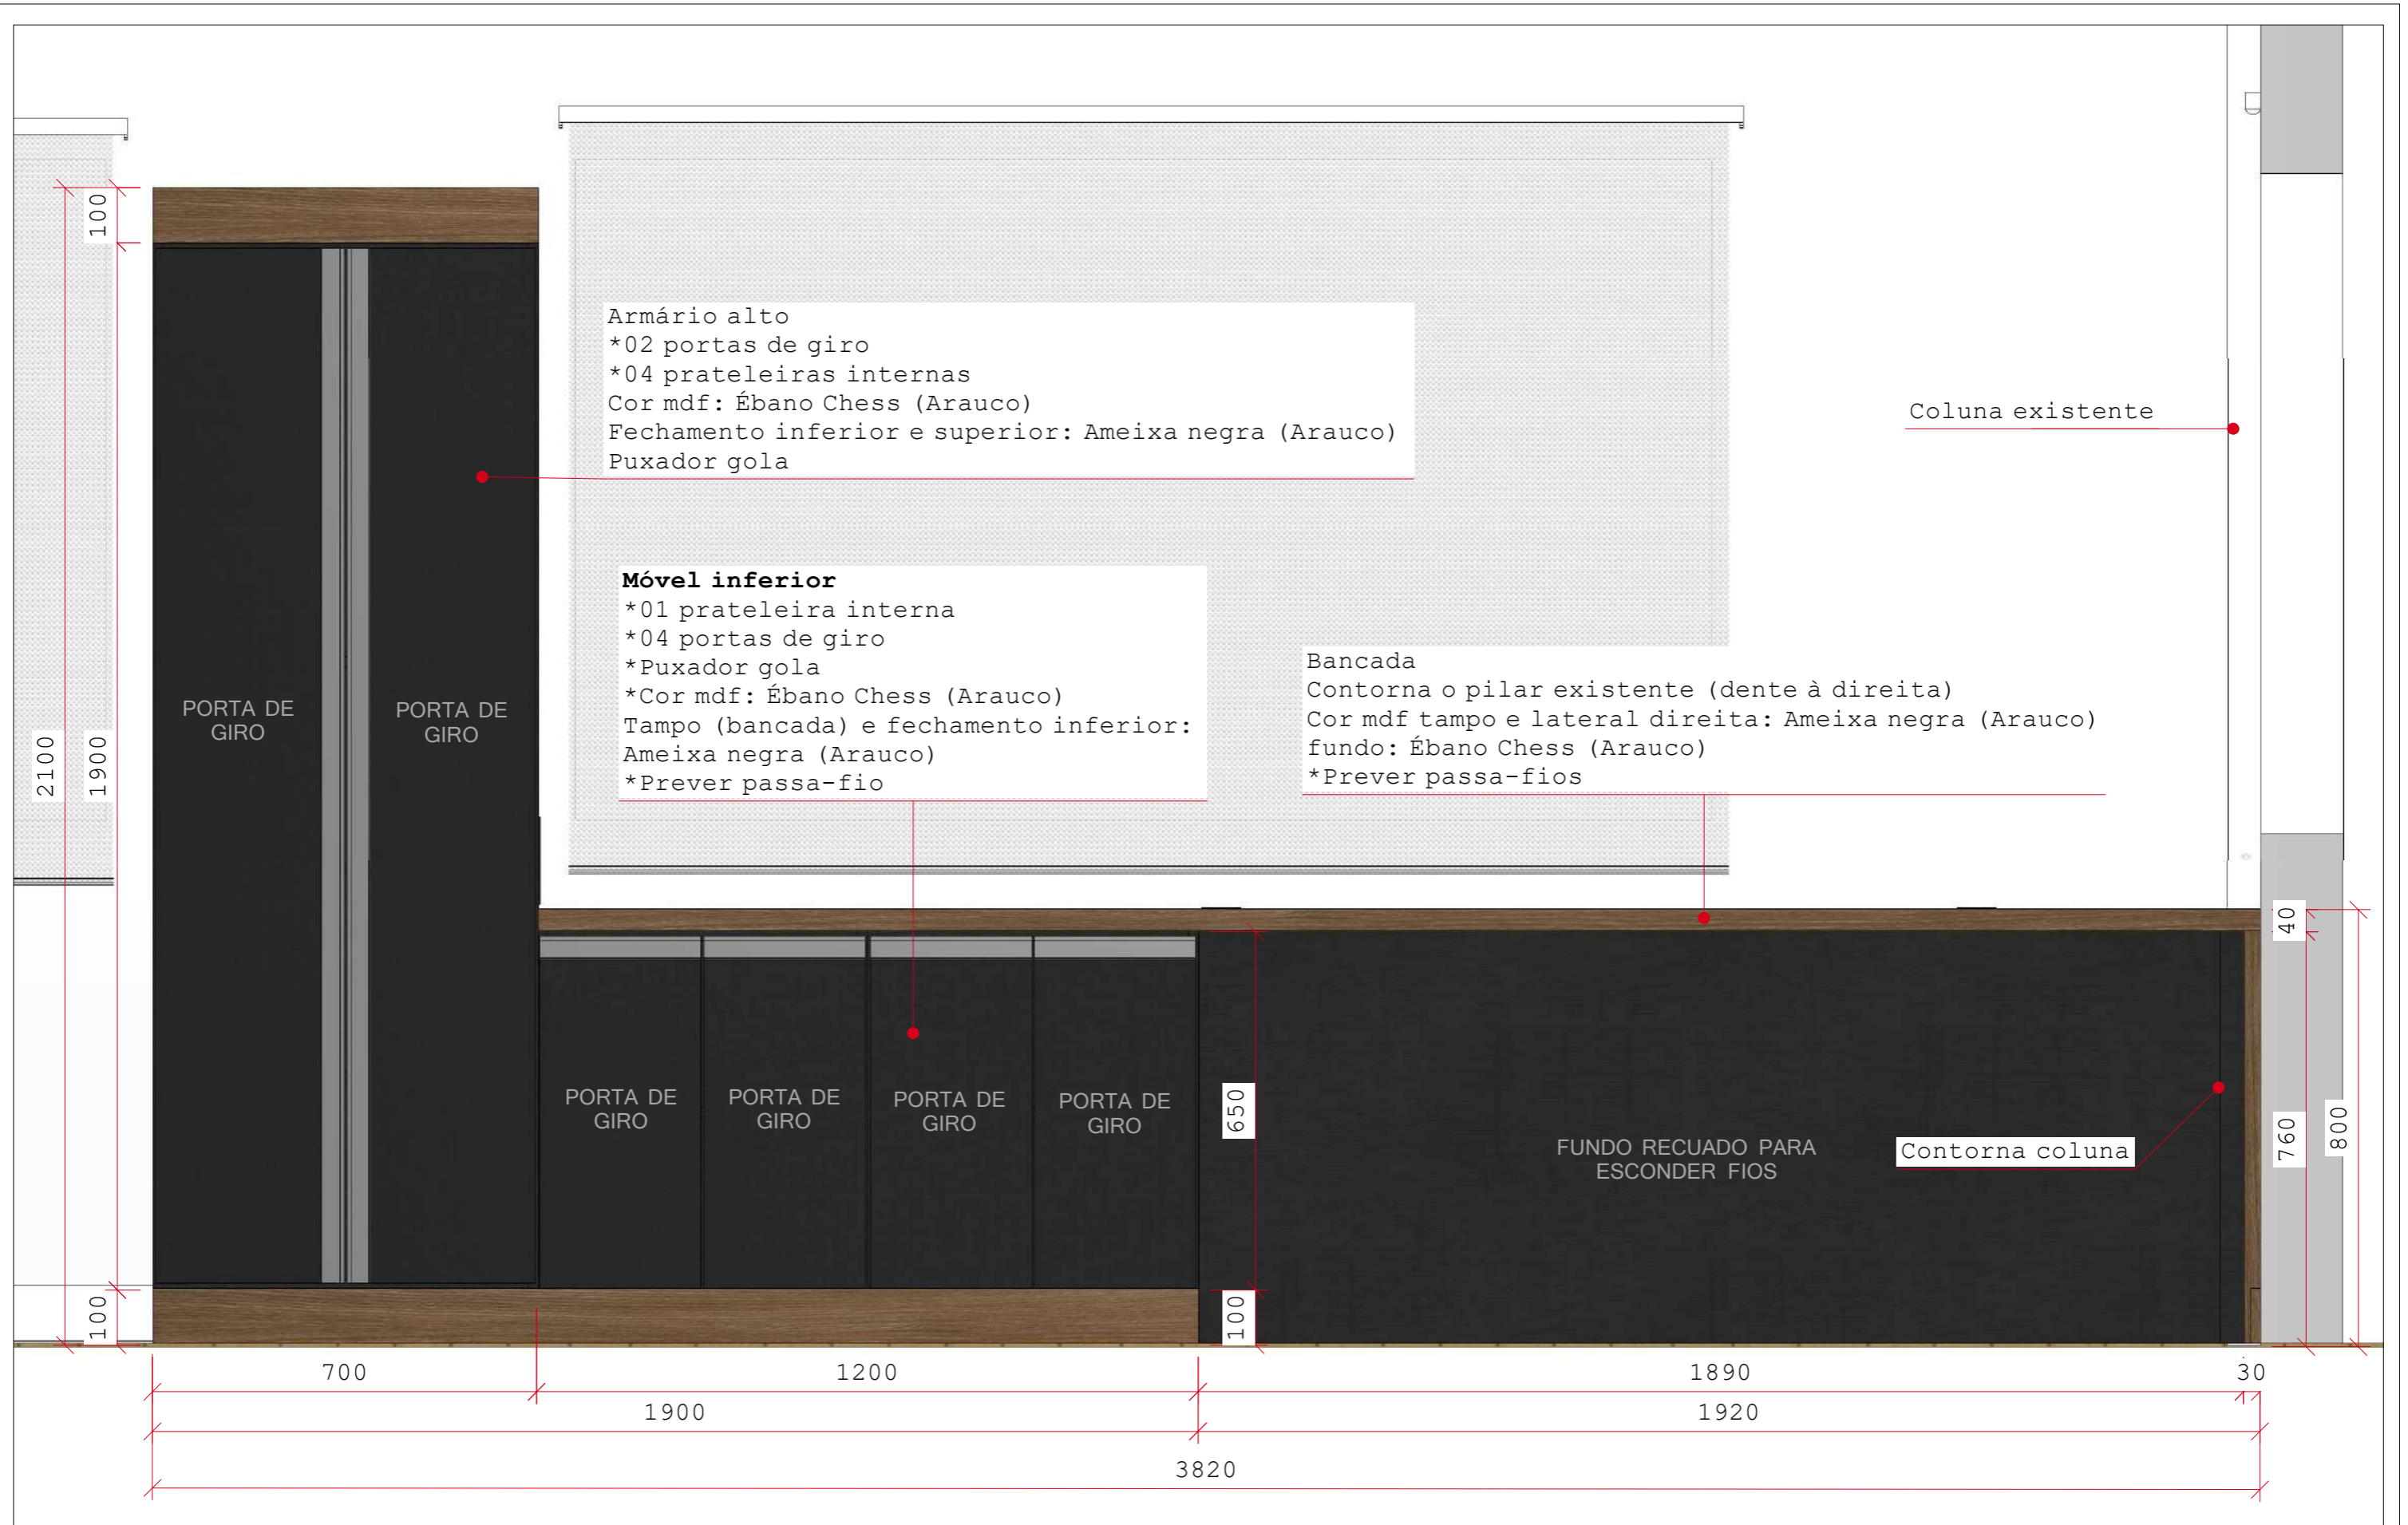 Armário alto
*02 portas de giro
*04 prateleiras internas
Cor mdf: Ébano Chess (Arauco)
Fechamento inferior e superior: Ameixa negra (Arauco)
Puxador gola
Coluna existente
Móvel inferior
*01 prateleira interna
*04 portas de giro
*Puxador gola
*Cor mdf: Ébano Chess (Arauco)
Tampo (bancada) e fechamento inferior:
Ameixa negra (Arauco)
*Prever passa-fio
Bancada
Contorna o pilar existente (dente à direita)
Cor mdf tampo e lateral direita: Ameixa negra (Arauco)
fundo: Ébano Chess (Arauco)
*Prever passa-fios
PORTA DE
GIRO
PORTA DE
GIRO
PORTA DE
GIRO
PORTA DE
GIRO
PORTA DE
GIRO
PORTA DE
GIRO
FUNDO RECUADO PARA
ESCONDER FIOS
Contorna coluna
100
2100
1900
100
650
100
40
760
800
700
1200
1890
30
1900
1920
3820